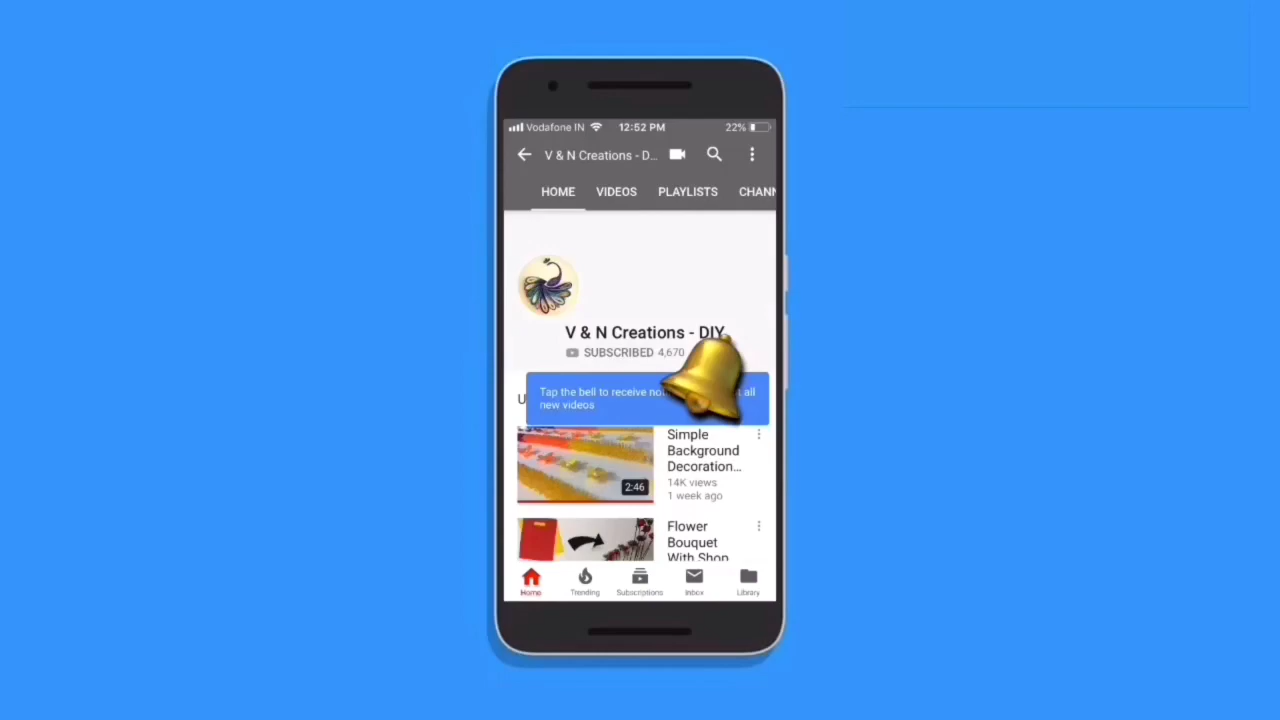 Vodafone IN 12:52 PM 22%
V & N Creations - D...
HOME VIDEOS PLAYLISTS CHANN
V & N Creations - DIY
SUBSCRIBED 4,670
U
Tap the bell to receive all
new videos
Simple
Background
Decoration...
14K views
1 week ago
2:46
Flower
Bouquet
With Shop
Home Trending Subscriptions Inbox Library